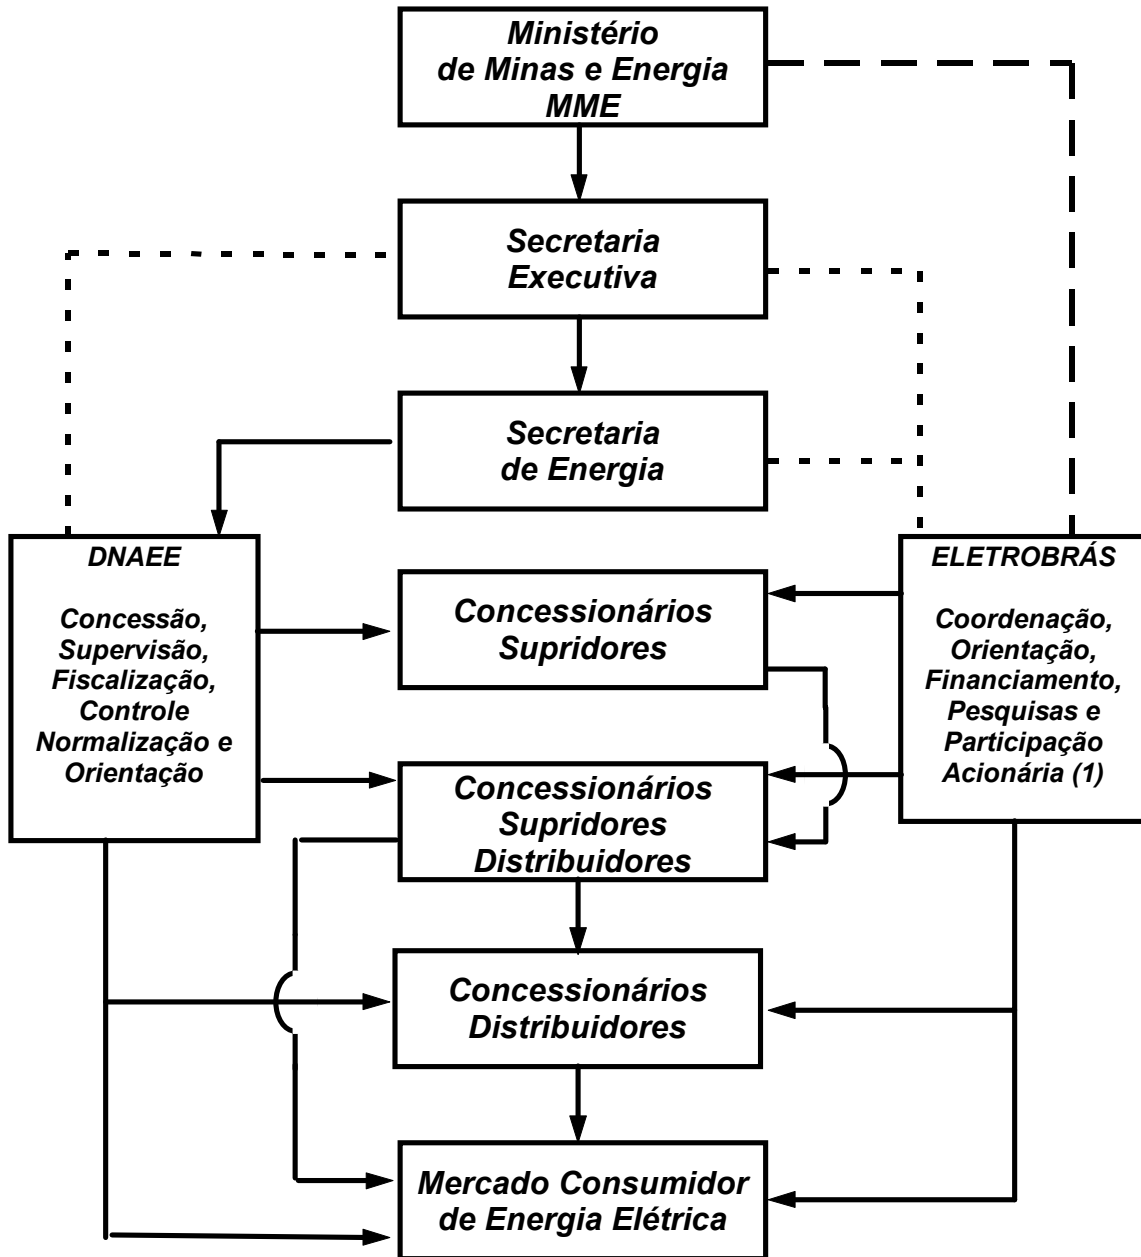 Ministério
de Minas e Energia
MME
Secretaria
Executiva
Secretaria
de Energia
DNAEE
Concessão,
Supervisão,
Fiscalização,
Controle
Normalização e
Orientação
Concessionários
Supridores
ELETROBRÁS
Coordenação,
Orientação,
Financiamento,
Pesquisas e
Participação
Acionária (1)
Concessionários
Supridores
Distribuidores
Concessionários
Distribuidores
Mercado Consumidor
de Energia Elétrica